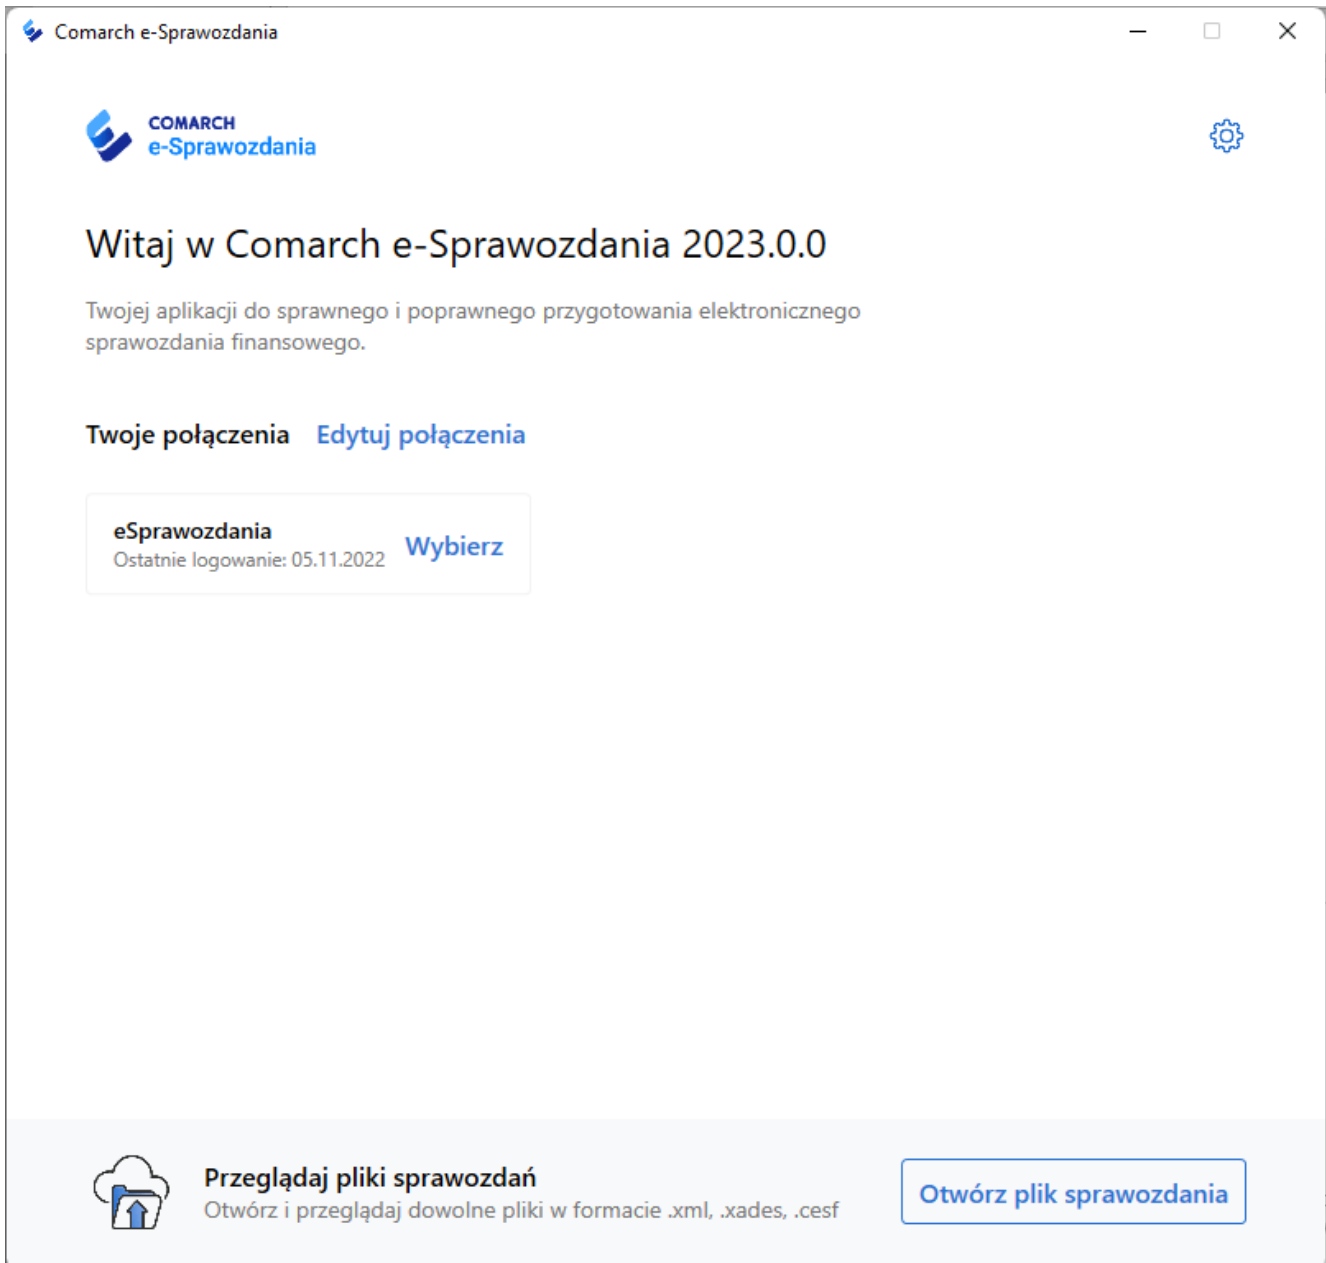 Comarch e-Sprawozdania
COMARCH
e-Sprawozdania
Witaj w Comarch e-Sprawozdania 2023.0.0
Twojej aplikacji do sprawnego i poprawnego przygotowania elektronicznego
sprawozdania finansowego.
Twoje połączenia Edytuj połączenia
eSprawozdania
Ostatnie logowanie: 05.11.2022
Wybierz
Przeglądaj pliki sprawozdań
Otwórz i przeglądaj dowolne pliki w formacie .xml, .xades, .cesf
Otwórz plik sprawozdania